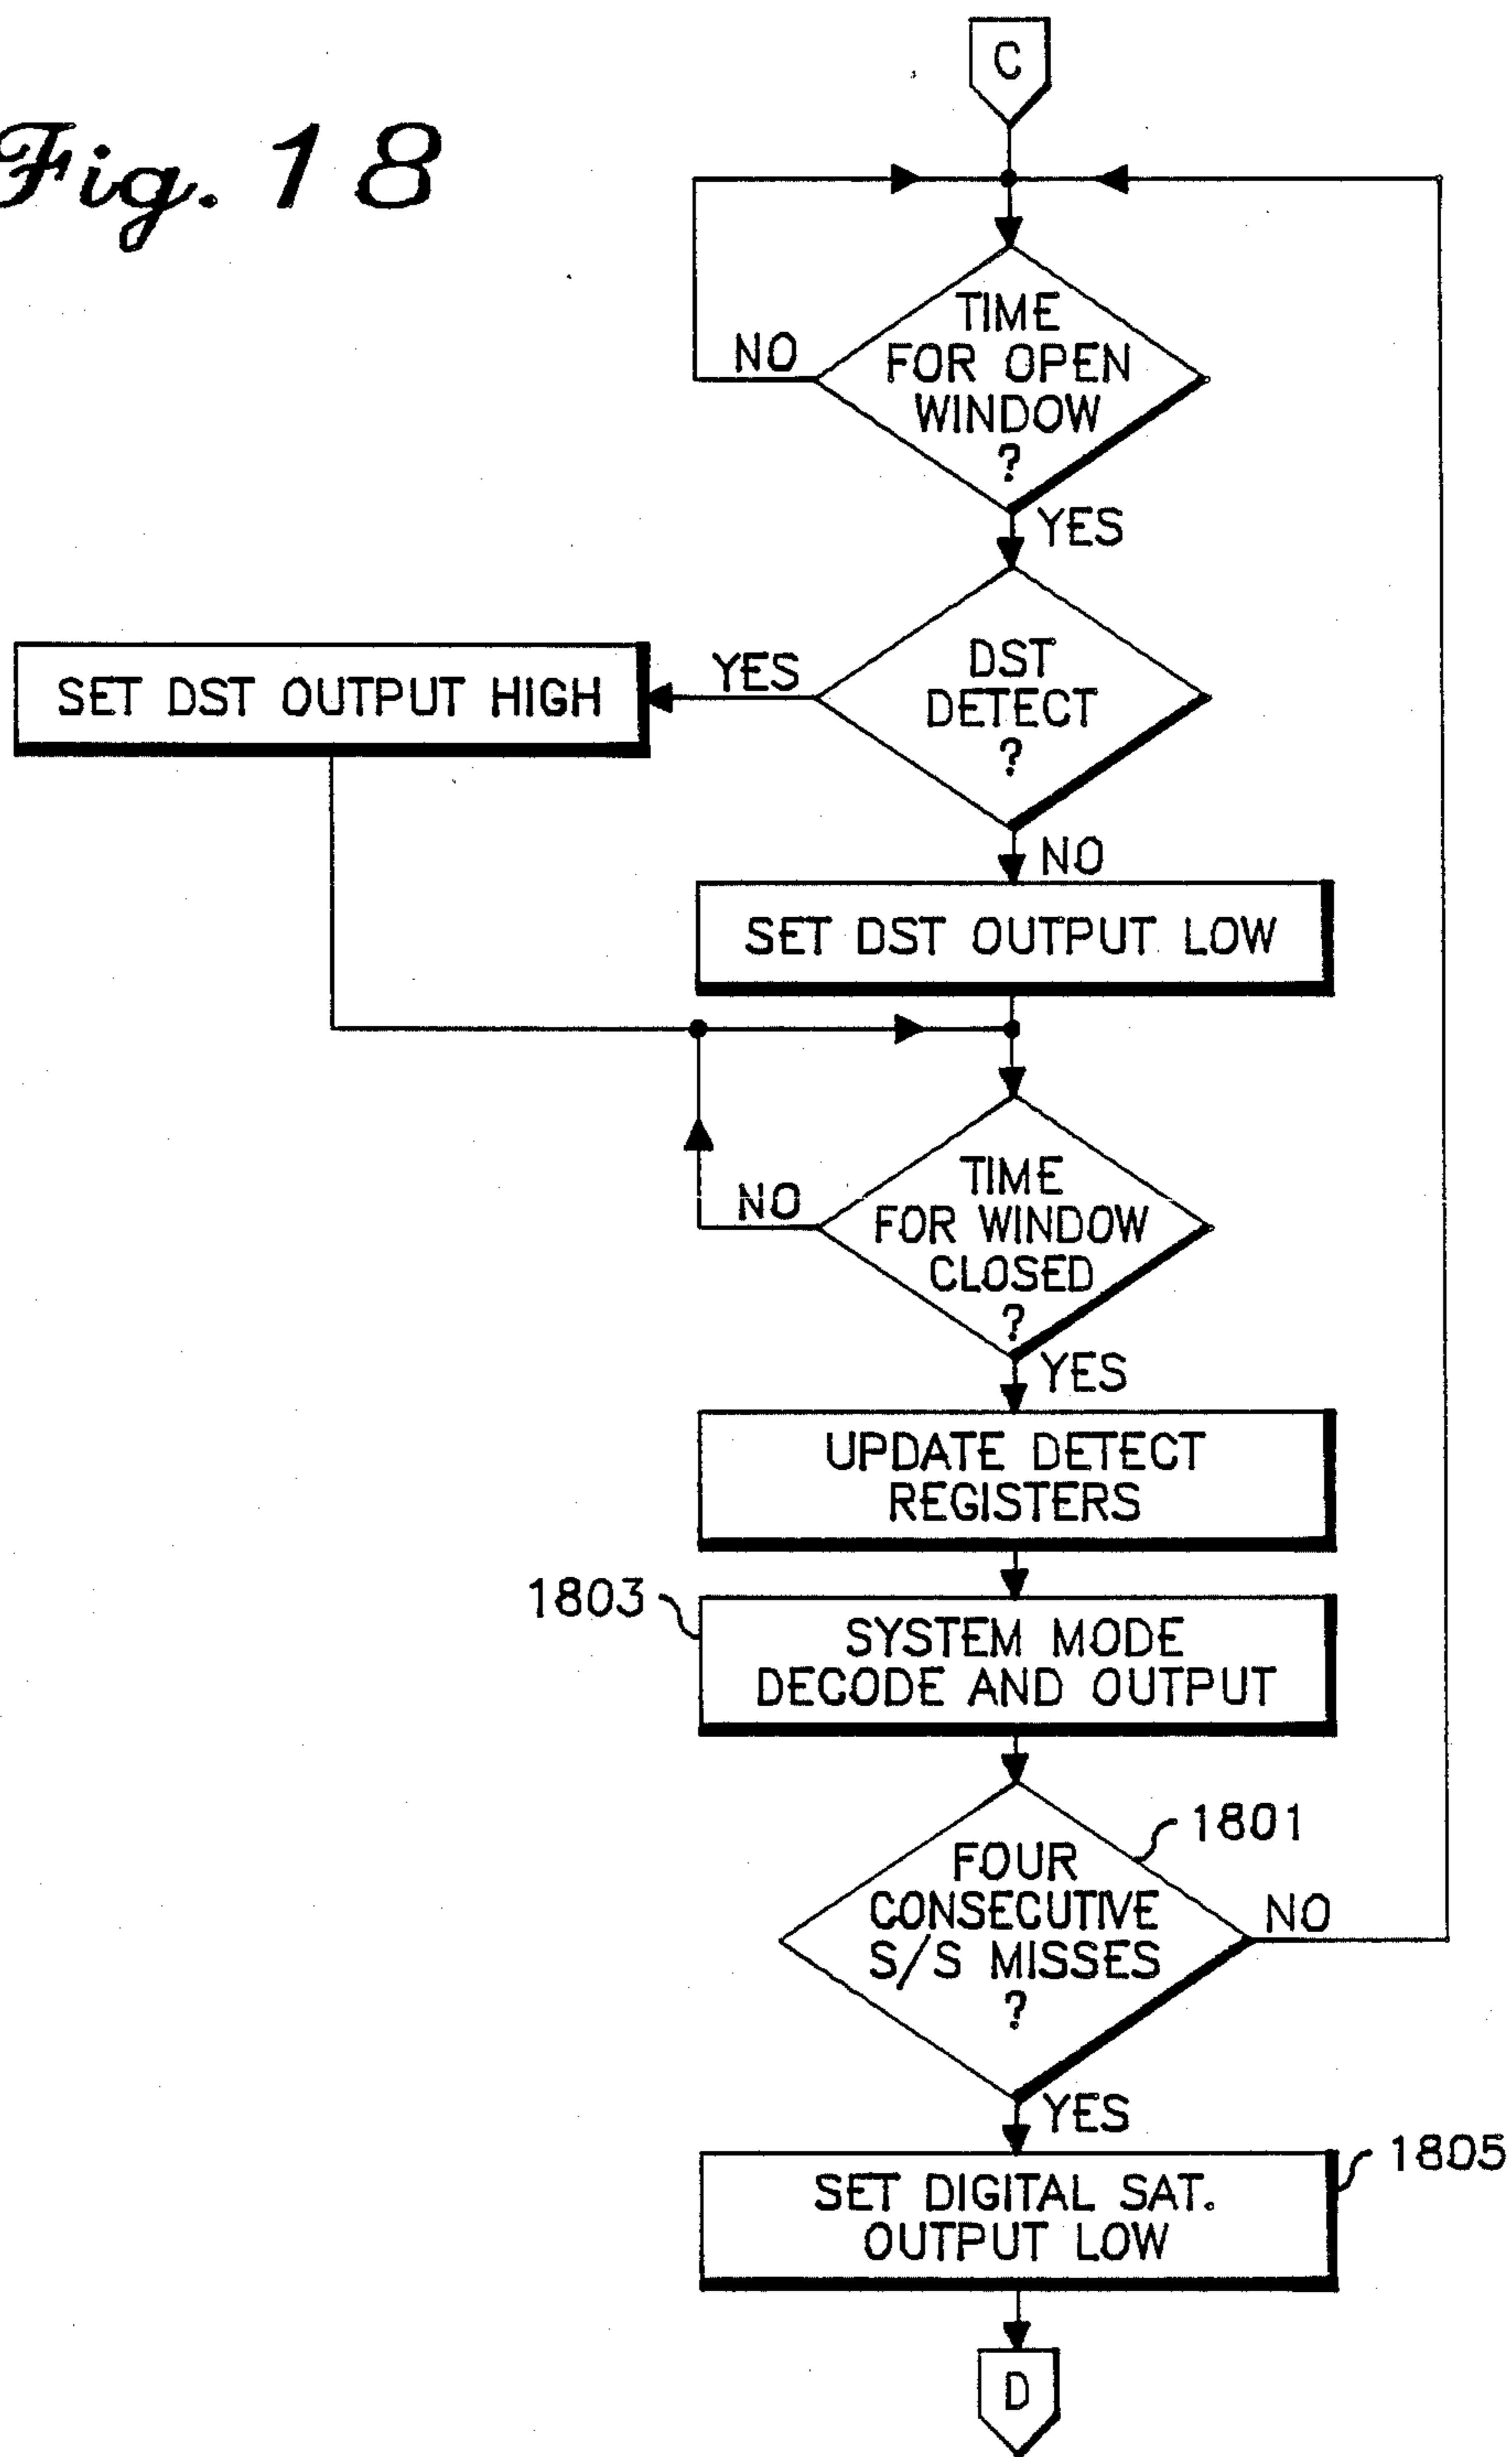 Fig. 18
C
TIME
FOR OPEN
WINDOW
?
NO
YES
DST
DETECT
?
YES
SET DST OUTPUT HIGH
NO
SET DST OUTPUT LOW
TIME
FOR WINDOW
CLOSED
?
NO
YES
UPDATE DETECT
REGISTERS
1803
SYSTEM MODE
DECODE AND OUTPUT
1801
FOUR
CONSECUTIVE
S/S MISSES
?
NO
YES
1805
SET DIGITAL SAT.
OUTPUT LOW
D